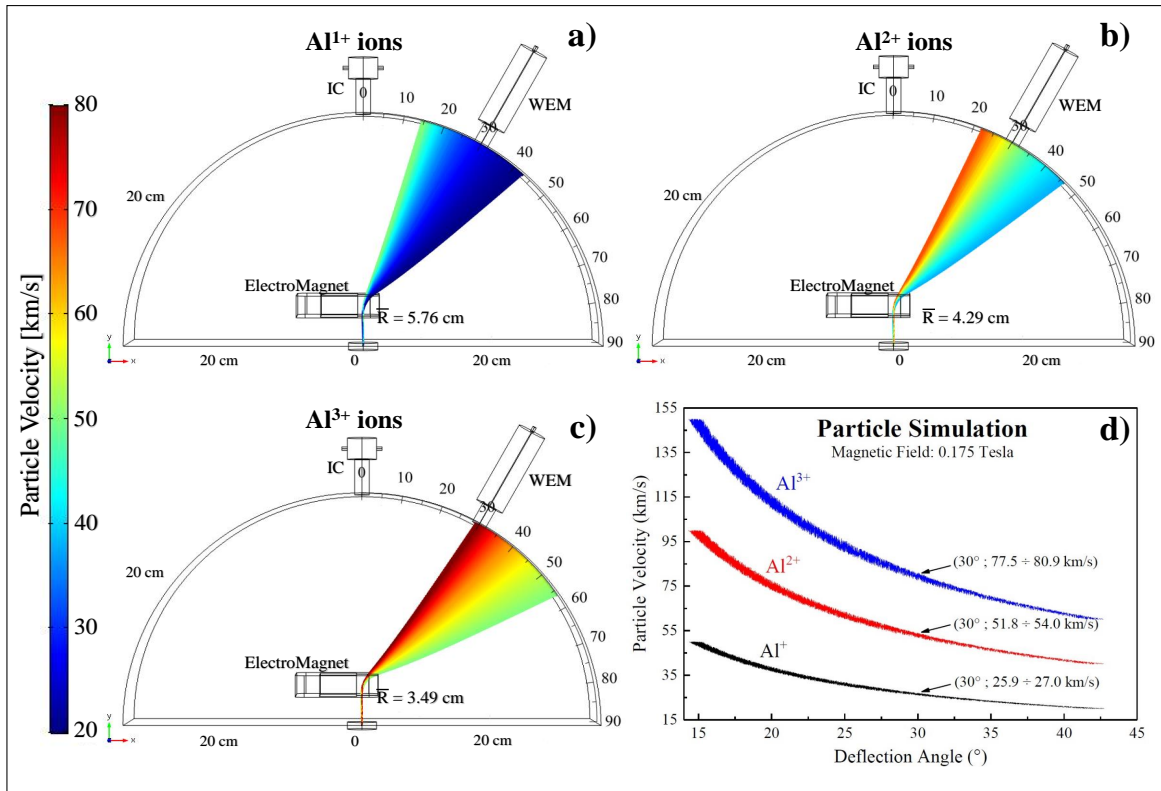 Particle Velocity [km/s]
80
70
60
50
40
30
20
Al1+ ions
a)
IC
0
10
20
30
40
50
60
70
80
90
WEM
20 cm
ElectroMagnet
R̅ = 5.76 cm
y
x
20 cm
0
20 cm
Al2+ ions
b)
IC
0
10
20
30
40
50
60
70
80
90
WEM
20 cm
ElectroMagnet
R̅ = 4.29 cm
y
x
20 cm
0
20 cm
Al3+ ions
c)
IC
0
10
20
30
40
50
60
70
80
90
WEM
20 cm
ElectroMagnet
R̅ = 3.49 cm
y
x
20 cm
0
20 cm
d)
Particle Simulation
Magnetic Field: 0.175 Tesla
Particle Velocity (km/s)
155
135
115
95
75
55
35
15
Al3+
(30° ; 77.5 ÷ 80.9 km/s)
Al2+
(30° ; 51.8 ÷ 54.0 km/s)
Al+
(30° ; 25.9 ÷ 27.0 km/s)
15 20 25 30 35 40 45
Deflection Angle (°)